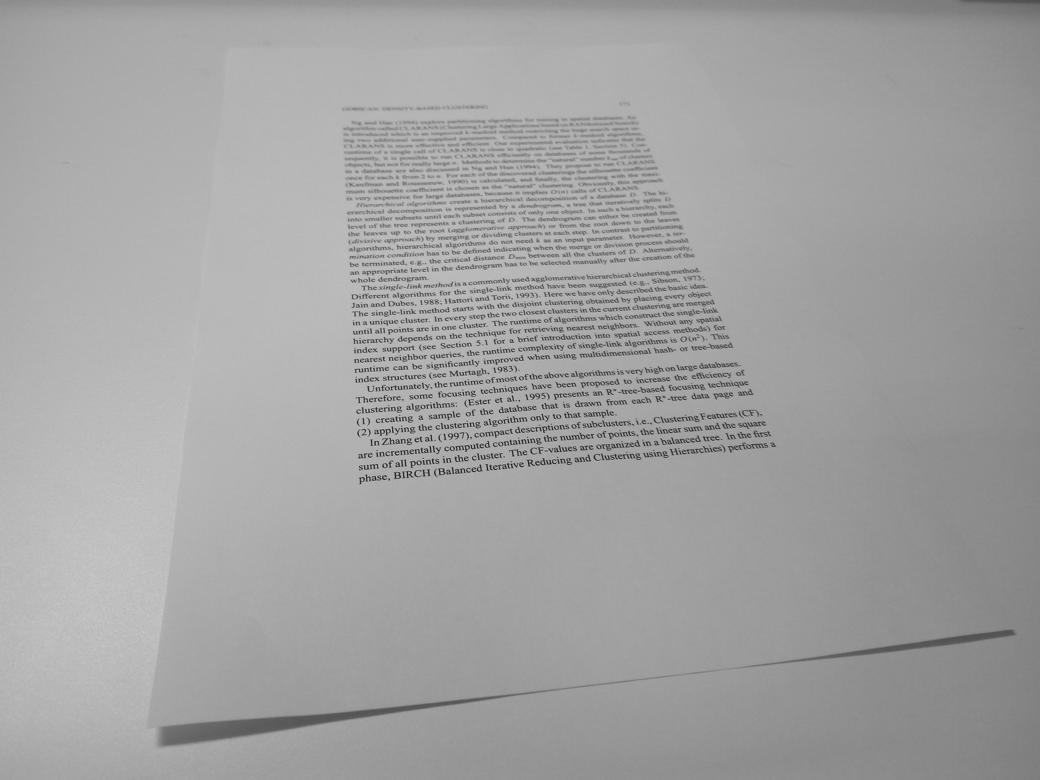 GDBSCAN: DENSITY-BASED CLUSTERING 171
Ng and Han (1994) explore partitioning algorithms for mining in spatial databases. An
algorithm called CLARANS (Clustering Large Applications based on RANdomized Search)
is introduced which is an improved k-medoid method restricting the huge search space us-
ing two additional user-supplied parameters. Compared to former k-medoid algorithms,
CLARANS is more effective and efficient. Our experimental evaluation indicates that the
runtime of a single call of CLARANS is close to quadratic (see Table 1, Section 5). Con-
sequently, it is possible to run CLARANS efficiently on databases of some thousands of
objects, but not for really large n. Methods to determine the “natural” number k of clusters
in a database are also discussed in Ng and Han (1994). They propose to run CLARANS
once for each k from 2 to n. For each of the discovered clusterings the silhouette coefficient
(Kaufman and Rousseeuw, 1990) is calculated, and finally, the clustering with the maxi-
mum silhouette coefficient is chosen as the “natural” clustering. Obviously, this approach
is very expensive for large databases, because it implies O(n) calls of CLARANS.
Hierarchical algorithms create a hierarchical decomposition of a database D. The hi-
erarchical decomposition is represented by a dendrogram, a tree that iteratively splits D
into smaller subsets until each subset consists of only one object. In such a hierarchy, each
level of the tree represents a clustering of D. The dendrogram can either be created from
the leaves up to the root (agglomerative approach) or from the root down to the leaves
(divisive approach) by merging or dividing clusters at each step. In contrast to partitioning
algorithms, hierarchical algorithms do not need k as an input parameter. However, a ter-
mination condition has to be defined indicating when the merge or division process should
be terminated, e.g., the critical distance Dmin between all the clusters of D. Alternatively,
an appropriate level in the dendrogram has to be selected manually after the creation of the
whole dendrogram.
The single-link method is a commonly used agglomerative hierarchical clustering method.
Different algorithms for the single-link method have been suggested (e.g., Sibson, 1973;
Jain and Dubes, 1988; Hattori and Torii, 1993). Here we have only described the basic idea.
The single-link method starts with the disjoint clustering obtained by placing every object
in a unique cluster. In every step the two closest clusters in the current clustering are merged
until all points are in one cluster. The runtime of algorithms which construct the single-link
hierarchy depends on the technique for retrieving nearest neighbors. Without any spatial
index support (see Section 5.1 for a brief introduction into spatial access methods) for
nearest neighbor queries, the runtime complexity of single-link algorithms is O(n²). This
runtime can be significantly improved when using multidimensional hash- or tree-based
index structures (see Murtagh, 1983).
Unfortunately, the runtime of most of the above algorithms is very high on large databases.
Therefore, some focusing techniques have been proposed to increase the efficiency of
clustering algorithms: (Ester et al., 1995) presents an R*-tree-based focusing technique
(1) creating a sample of the database that is drawn from each R*-tree data page and
(2) applying the clustering algorithm only to that sample.
In Zhang et al. (1997), compact descriptions of subclusters, i.e., Clustering Features (CF),
are incrementally computed containing the number of points, the linear sum and the square
sum of all points in the cluster. The CF-values are organized in a balanced tree. In the first
phase, BIRCH (Balanced Iterative Reducing and Clustering using Hierarchies) performs a